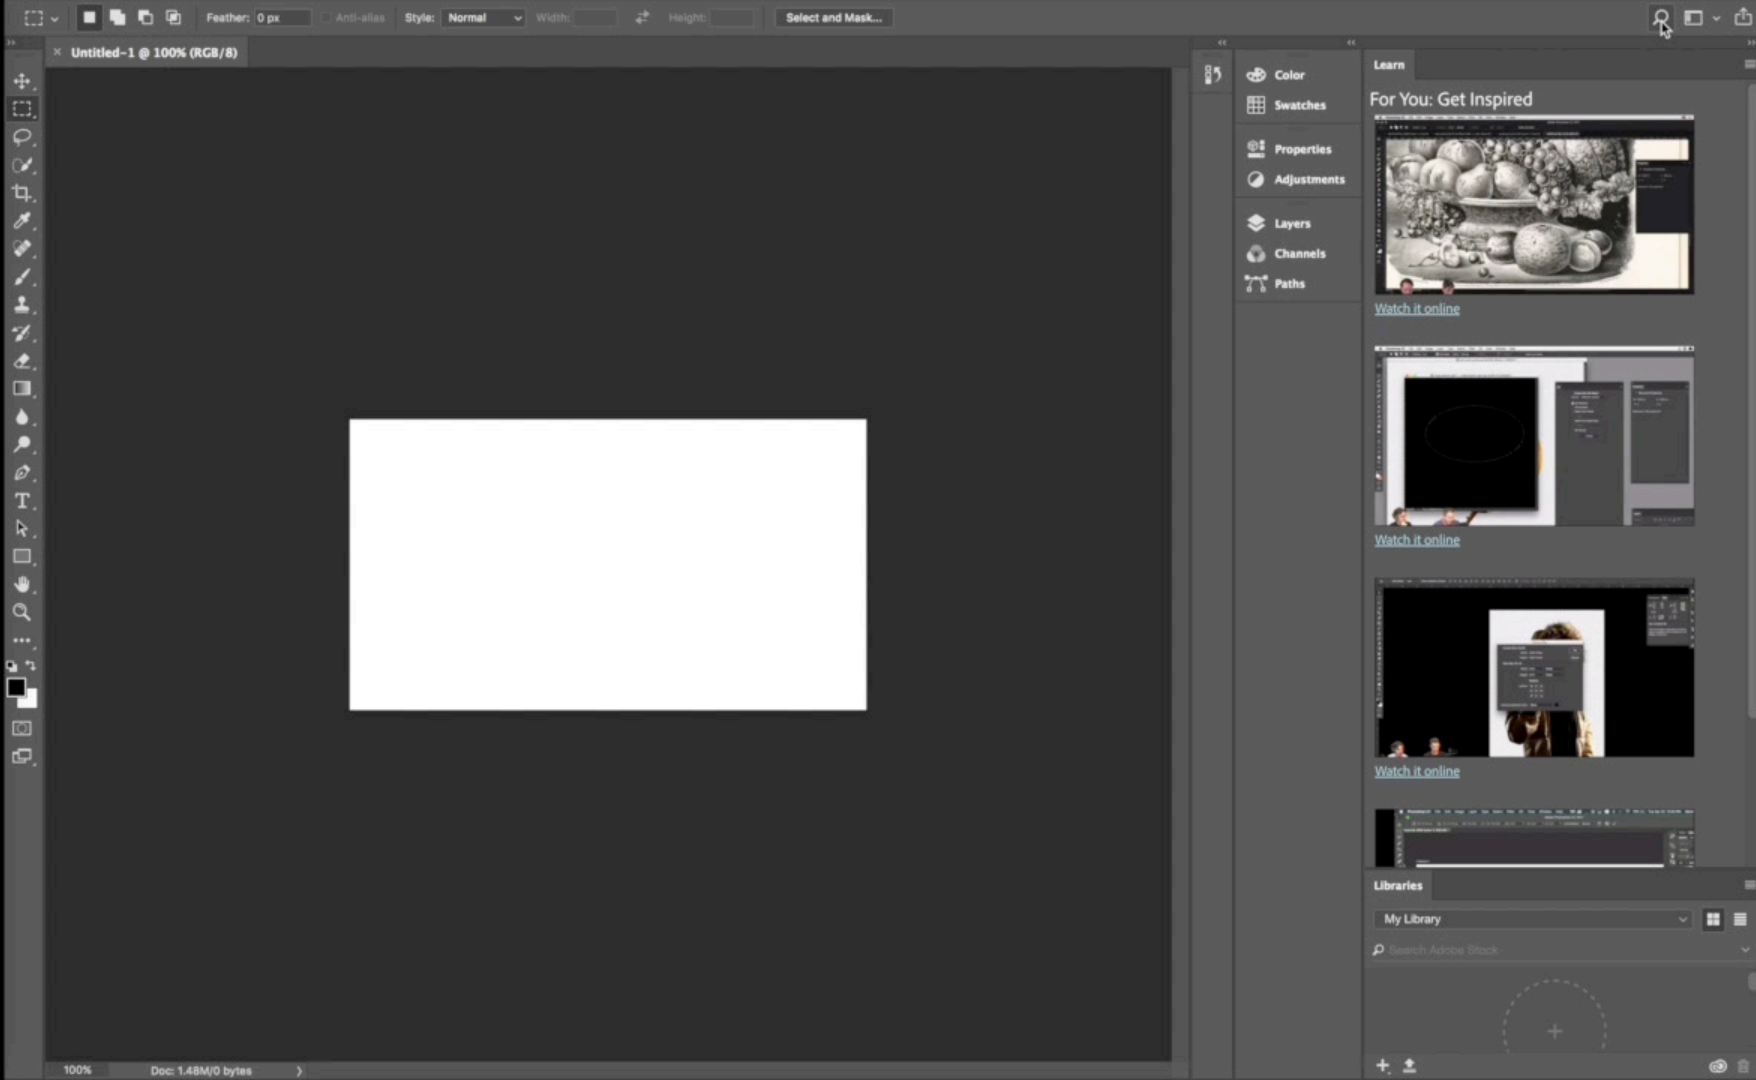 Feather: 0 px Anti-alias Style: Normal Width: Height: Select and Mask...
× Untitled-1 @ 100% (RGB/8)
Color
Swatches
Properties
Adjustments
Layers
Channels
Paths
Learn
For You: Get Inspired
Watch it online
Watch it online
Watch it online
Libraries
My Library
Search Adobe Stock
100% Doc: 1.48M/0 bytes